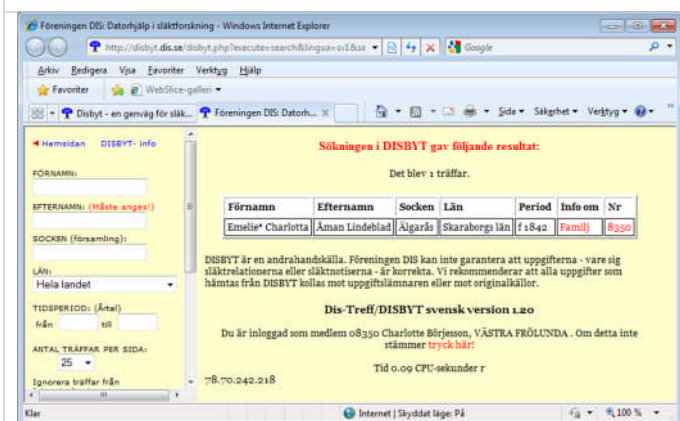 Föreningen DIS: Datorhjälp i släktforskning - Windows Internet Explorer
http://disbyt.dis.se/disbyt.php?execute=search&lingua=sv1&se
Google
Arkiv Redigera Visa Favoriter Verktyg Hjälp
Favoriter WebSlice-galleri
Disbyt - en genväg för släk... Föreningen DIS: Datorh... Sida Säkerhet Verktyg
Hemsidan DISBYT- info
FÖRNAMN:
EFTERNAMN: (Måste anges!)
SOCKEN (församling):
LÄN:
Hela landet
TIDSPERIOD: (Årtal)
från till
ANTAL TRÄFFAR PER SIDA:
25
Ignorera träffar från
Sökningen i DISBYT gav följande resultat:
Det blev 1 träffar.
Förnamn Efternamn Socken Län Period Info om Nr
Emelie* Charlotta Åman Lindeblad Älgarås Skaraborgs län f 1842 Familj 8350
DISBYT är en andrahandskälla. Föreningen DIS kan inte garantera att uppgifterna - vare sig
släktrelationerna eller släktnotiserna - är korrekta. Vi rekommenderar att alla uppgifter som
hämtas från DISBYT kollas mot uppgiftslämnaren eller mot originalkällor.
Dis-Treff/DISBYT svensk version 1.20
Du är inloggad som medlem 08350 Charlotte Börjesson, VÄSTRA FRÖLUNDA . Om detta inte
stämmer tryck här!
Tid 0.09 CPU-sekunder r
78.70.242.218
Klar Internet | Skyddat läge: På 100 %